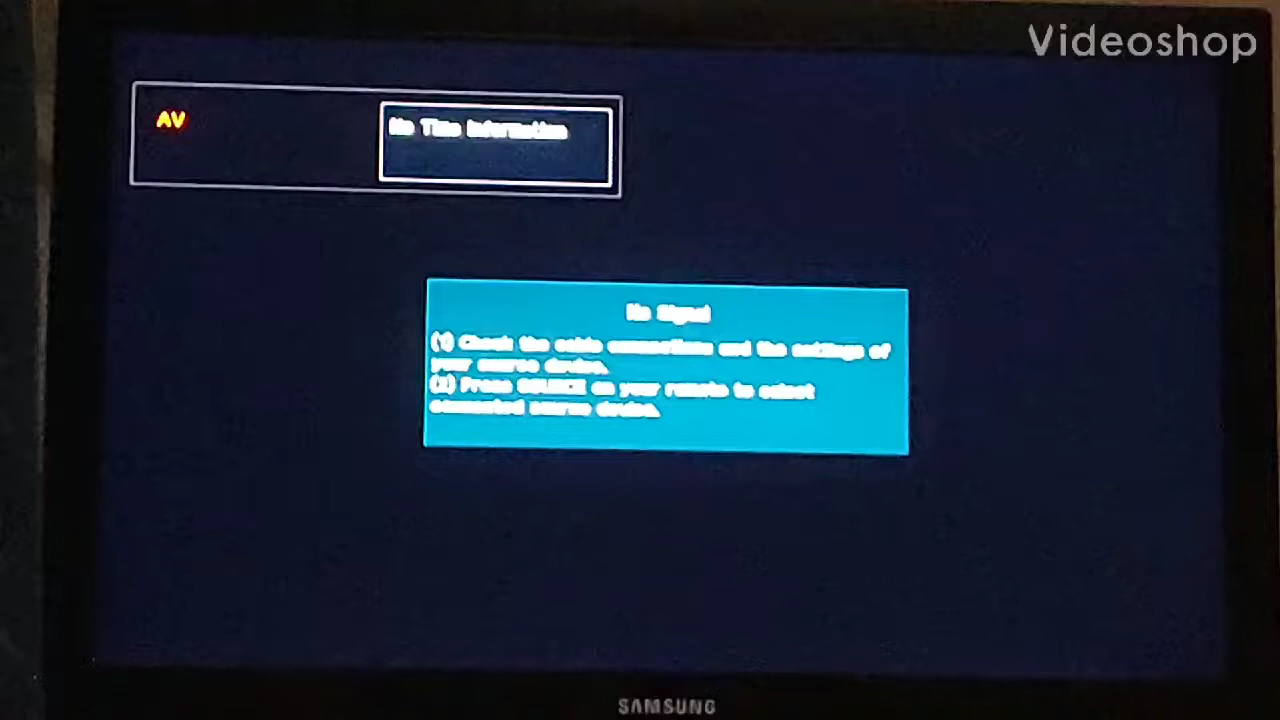 Videoshop
AV
No Time Information
No Signal
(1) Check the cable connections and the settings of
your source device.
(2) Press SOURCE on your remote to select
connected source device.
SAMSUNG